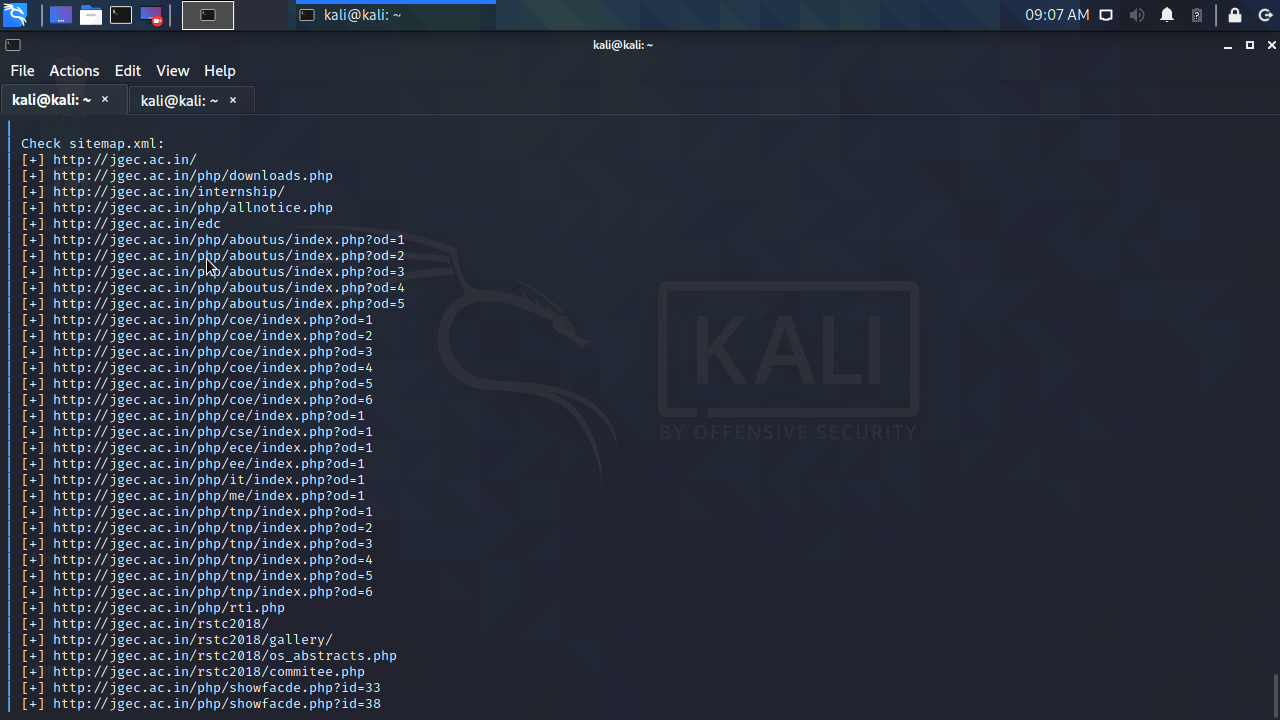 kali@kali: ~
09:07 AM
kali@kali: ~
File Actions Edit View Help
kali@kali: ~ × kali@kali: ~ ×
Trash
Check sitemap.xml:
[+] http://jgec.ac.in/
[+] http://jgec.ac.in/php/downloads.php
[+] http://jgec.ac.in/internship/
[+] http://jgec.ac.in/php/allnotice.php
[+] http://jgec.ac.in/edc
[+] http://jgec.ac.in/php/aboutus/index.php?od=1
[+] http://jgec.ac.in/php/aboutus/index.php?od=2
[+] http://jgec.ac.in/php/aboutus/index.php?od=3
[+] http://jgec.ac.in/php/aboutus/index.php?od=4
[+] http://jgec.ac.in/php/aboutus/index.php?od=5
[+] http://jgec.ac.in/php/coe/index.php?od=1
[+] http://jgec.ac.in/php/coe/index.php?od=2
[+] http://jgec.ac.in/php/coe/index.php?od=3
[+] http://jgec.ac.in/php/coe/index.php?od=4
[+] http://jgec.ac.in/php/coe/index.php?od=5
[+] http://jgec.ac.in/php/coe/index.php?od=6
[+] http://jgec.ac.in/php/ce/index.php?od=1
[+] http://jgec.ac.in/php/cse/index.php?od=1
[+] http://jgec.ac.in/php/ece/index.php?od=1
[+] http://jgec.ac.in/php/ee/index.php?od=1
[+] http://jgec.ac.in/php/it/index.php?od=1
[+] http://jgec.ac.in/php/me/index.php?od=1
[+] http://jgec.ac.in/php/tnp/index.php?od=1
[+] http://jgec.ac.in/php/tnp/index.php?od=2
[+] http://jgec.ac.in/php/tnp/index.php?od=3
[+] http://jgec.ac.in/php/tnp/index.php?od=4
[+] http://jgec.ac.in/php/tnp/index.php?od=5
[+] http://jgec.ac.in/php/tnp/index.php?od=6
[+] http://jgec.ac.in/php/rti.php
[+] http://jgec.ac.in/rstc2018/
[+] http://jgec.ac.in/rstc2018/gallery/
[+] http://jgec.ac.in/rstc2018/os_abstracts.php
[+] http://jgec.ac.in/rstc2018/commitee.php
[+] http://jgec.ac.in/php/showfacde.php?id=33
[+] http://jgec.ac.in/php/showfacde.php?id=38
KALI
BY OFFENSIVE SECURITY